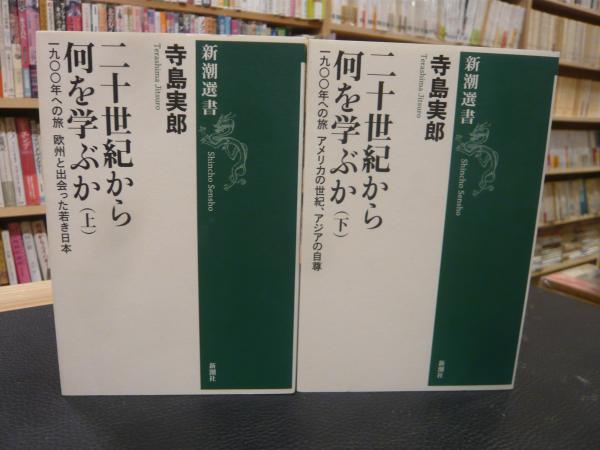 新潮選書
Shincho Sensho
寺島実郎
Terashima Jitsuro
二十世紀から
何を学ぶか(上)
一九〇〇年への旅 欧州と出会った若き日本
新潮社
新潮選書
Shincho Sensho
寺島実郎
Terashima Jitsuro
二十世紀から
何を学ぶか(下)
一九〇〇年への旅 アメリカの世紀、アジアの自尊
新潮社